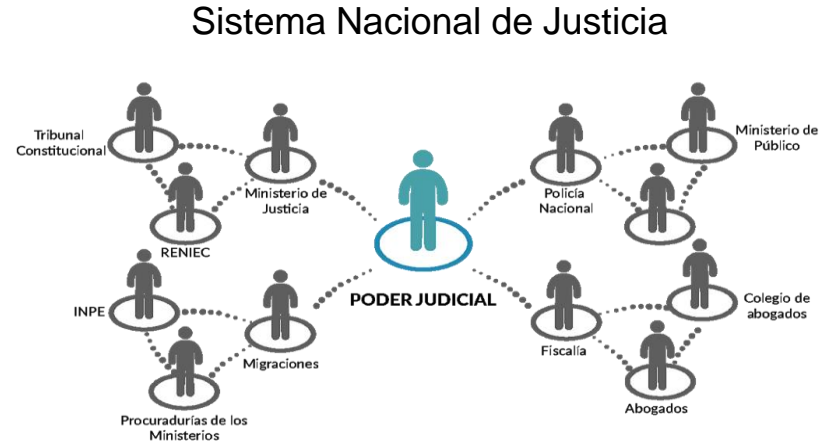 Sistema Nacional de Justicia
Tribunal
Constitucional
Ministerio de
Justicia
RENIEC
INPE
Migraciones
Procuradurías de los
Ministerios
PODER JUDICIAL
Policía
Nacional
Ministerio de
Público
Fiscalía
Colegio de
abogados
Abogados